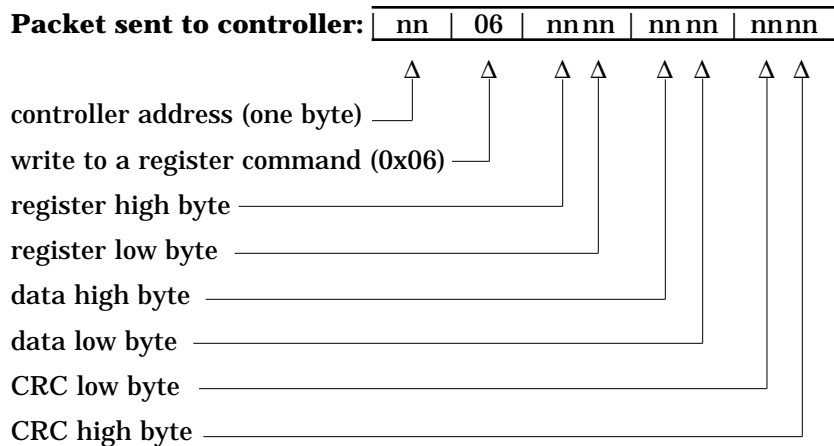 Packet sent to controller: | nn | 06 | nnnn | nnnn | nnnn
Δ Δ Δ Δ Δ Δ Δ Δ
controller address (one byte)
write to a register command (0x06)
register high byte
register low byte
data high byte
data low byte
CRC low byte
CRC high byte